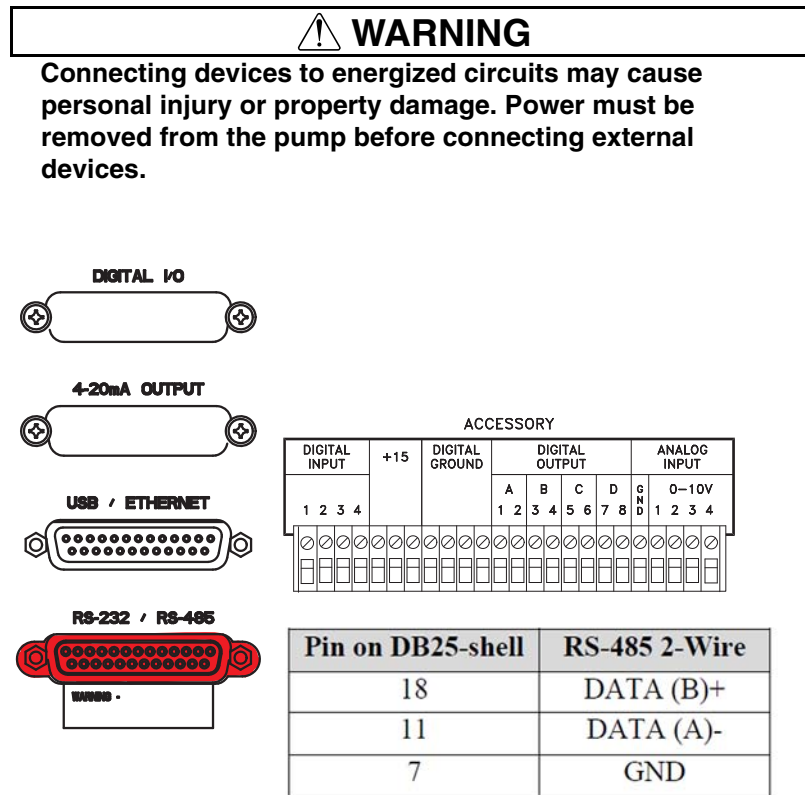 WARNING
Connecting devices to energized circuits may cause
personal injury or property damage. Power must be
removed from the pump before connecting external
devices.
DIGITAL I/O
4-20mA OUTPUT
USB / ETHERNET
RS-232 / RS-485
WARNING -
ACCESSORY
DIGITAL INPUT +15 DIGITAL GROUND DIGITAL OUTPUT ANALOG INPUT
A B C D GND 0-10V
1 2 3 4 1 2 3 4 5 6 7 8 1 2 3 4
Pin on DB25-shell RS-485 2-Wire
18 DATA (B)+
11 DATA (A)-
7 GND